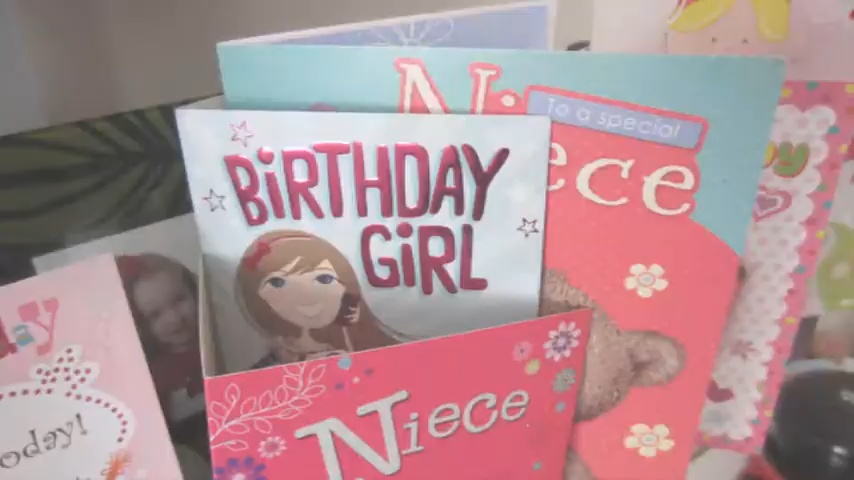 To a special
Niece
BiRTHDAY
GiRL
Niece
oday!